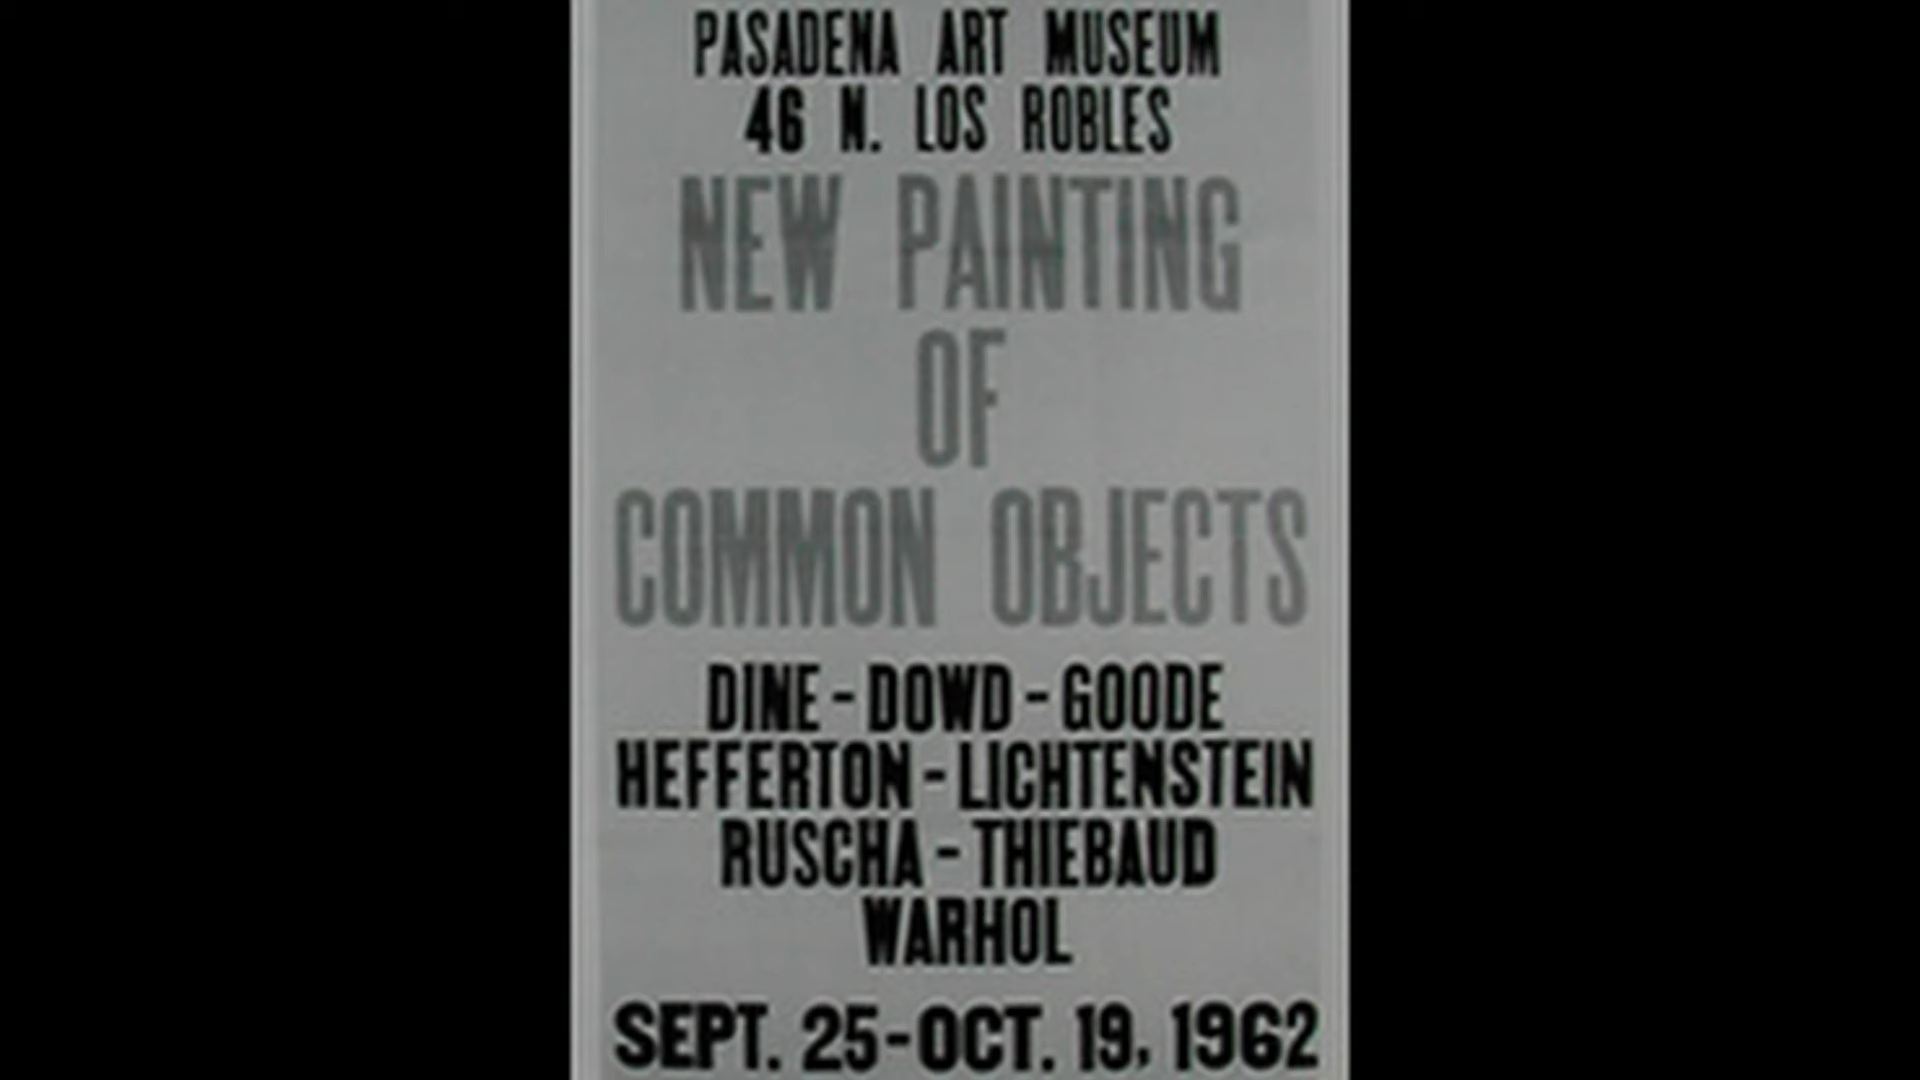 PASADENA ART MUSEUM
46 N. LOS ROBLES
NEW PAINTING
OF
COMMON OBJECTS
DINE - DOWD - GOODE
HEFFERTON - LICHTENSTEIN
RUSCHA - THIEBAUD
WARHOL
SEPT. 25 - OCT. 19, 1962